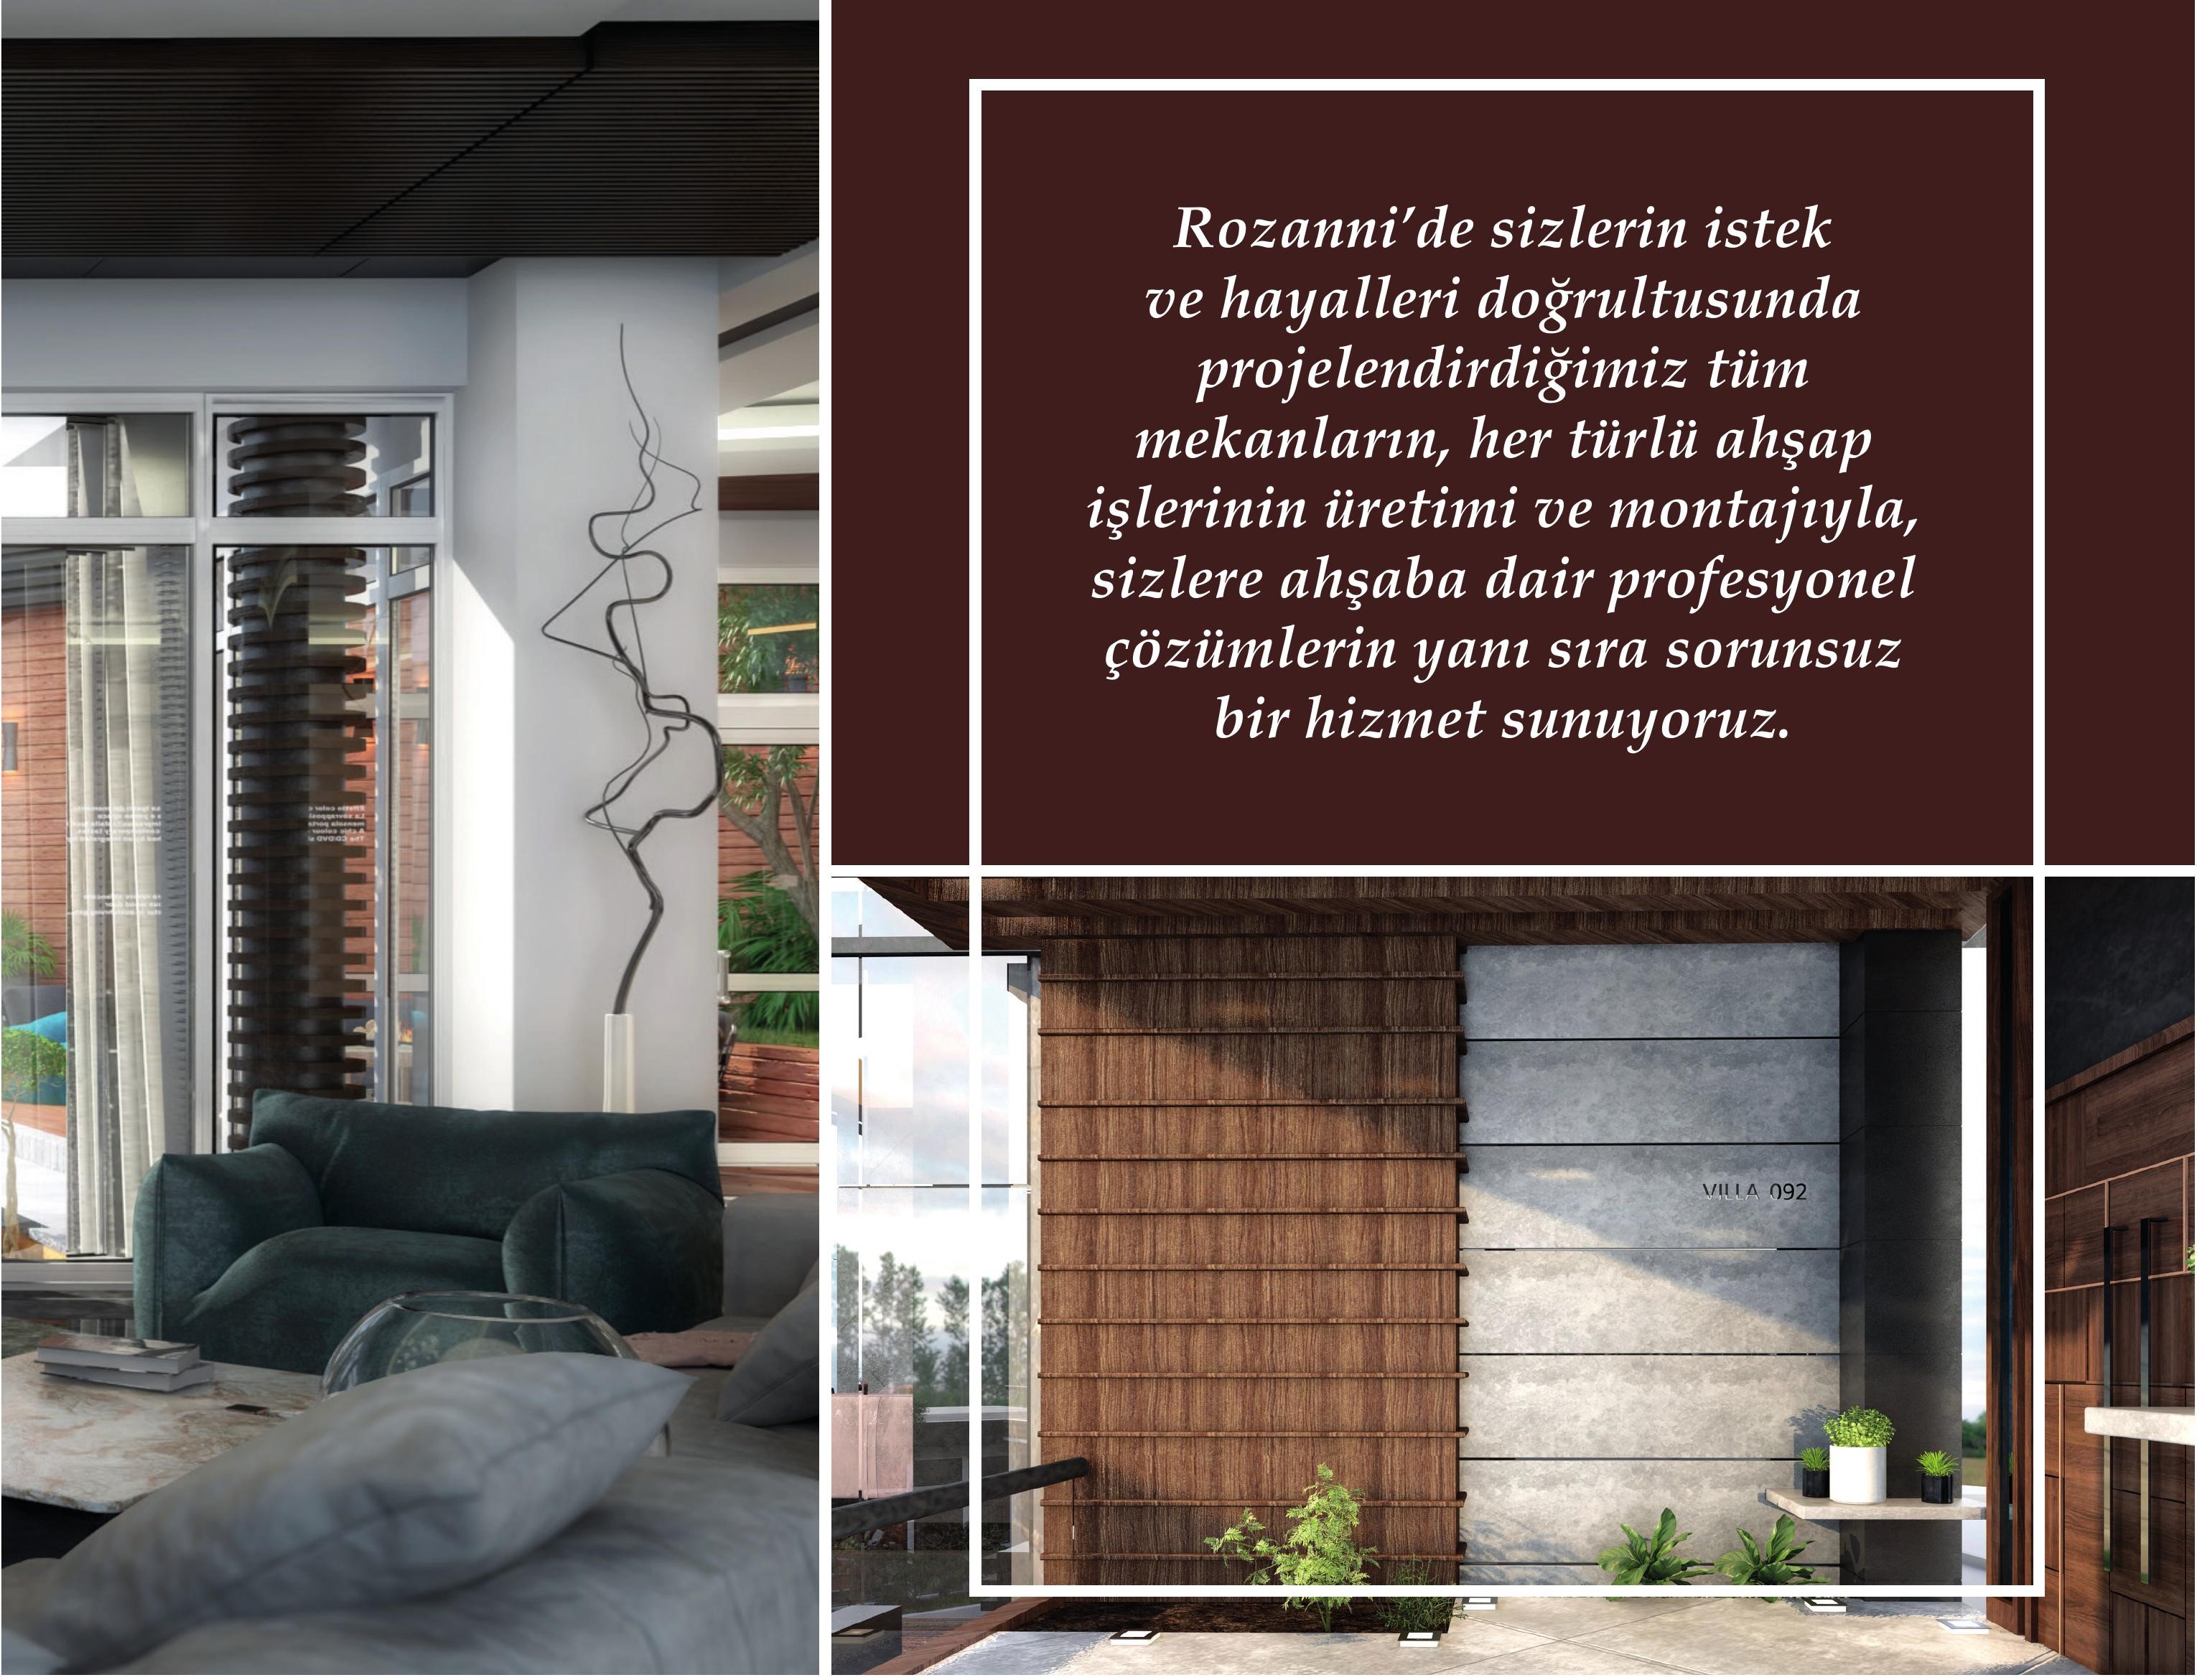 Rozanni’de sizlerin istek
ve hayalleri doğrultusunda
projelendirdiğimiz tüm
mekanların, her türlü ahşap
işlerinin üretimi ve montajıyla,
sizlere ahşaba dair profesyonel
çözümlerin yanı sıra sorunsuz
bir hizmet sunuyoruz.
VILLA 092